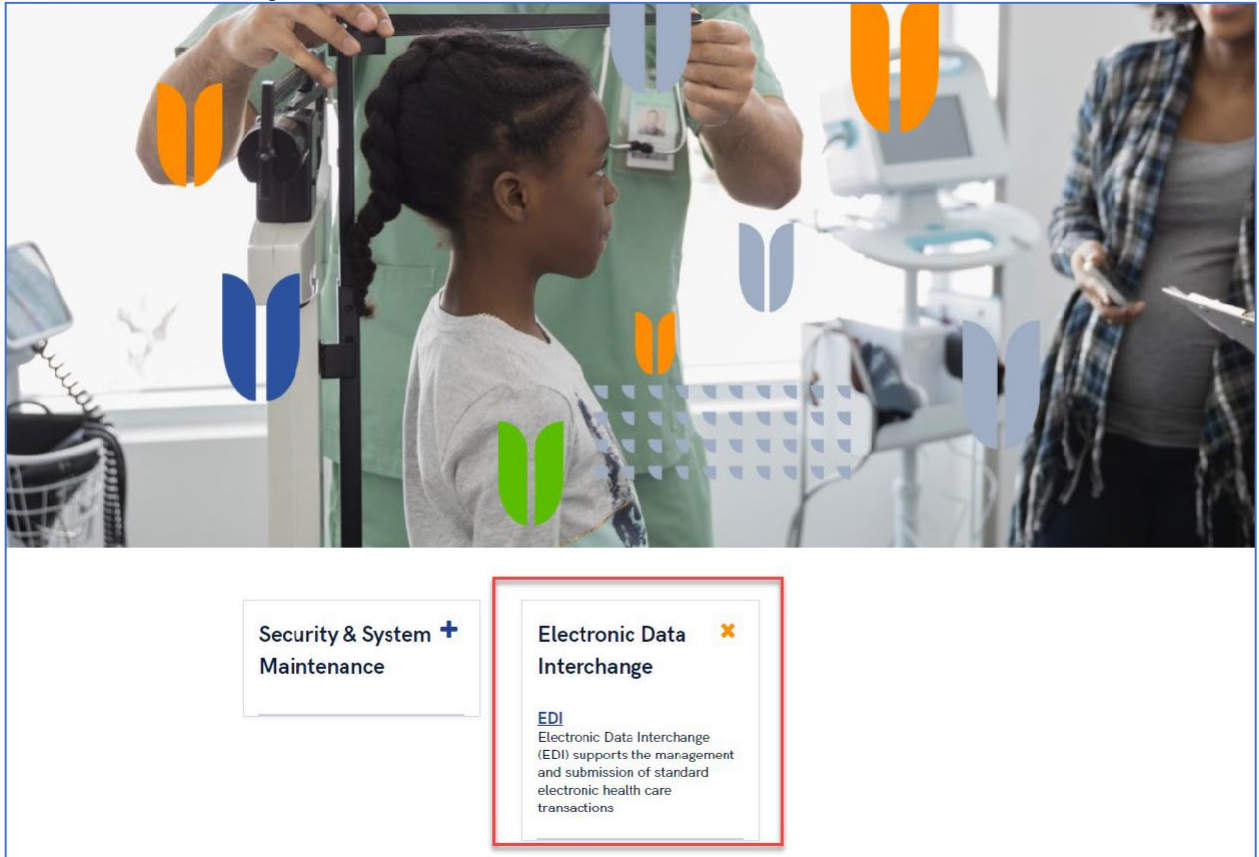 Security & System
Maintenance
Electronic Data
Interchange
EDI
Electronic Data Interchange
(EDI) supports the management
and submission of standard
electronic health care
transactions